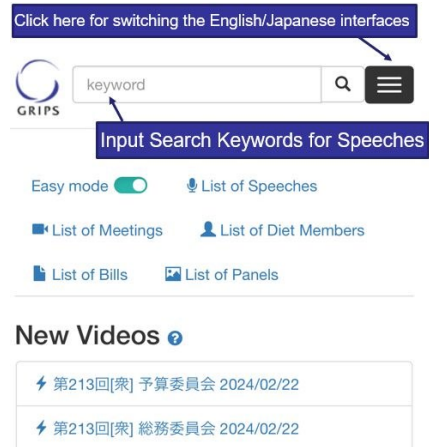 Click here for switching the English/Japanese interfaces
keyword
GRIPS
Input Search Keywords for Speeches
Easy mode List of Speeches
List of Meetings List of Diet Members
List of Bills List of Panels
New Videos ?
第213回[衆] 予算委員会 2024/02/22
第213回[衆] 総務委員会 2024/02/22